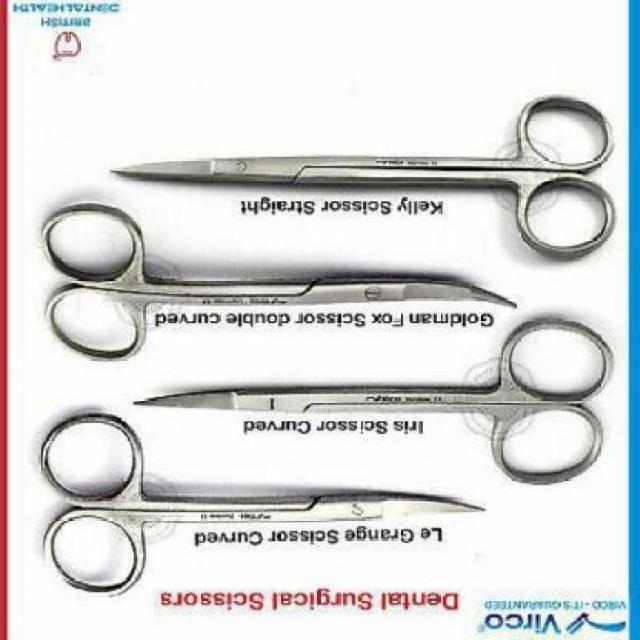 Virco
VIRCO - IT'S GUARANTEED
Dental Surgical Scissors
Le Grange Scissor Curved
Iris Scissor Curved
Goldman Fox Scissor double curved
Kelly Scissor Straight
BRITISH
DENTALHEALTH